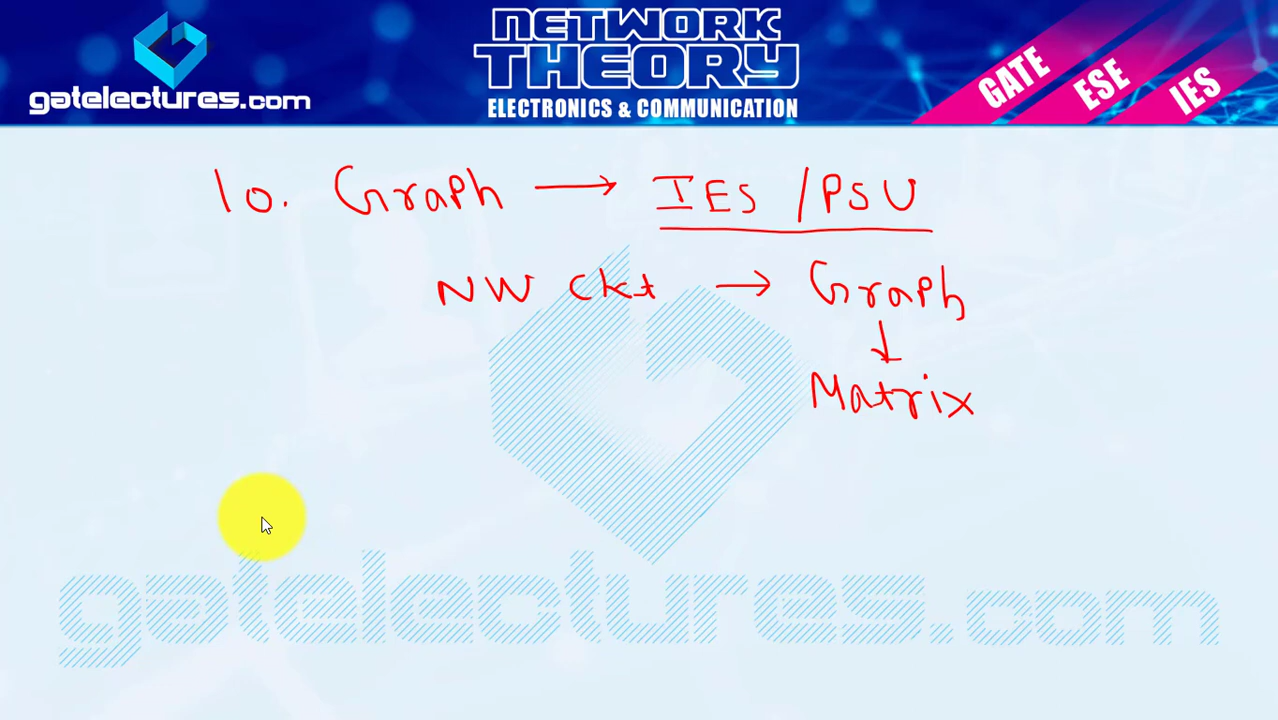 gatelectures.com
NETWORK
THEORY
ELECTRONICS & COMMUNICATION
GATE
ESE
IES
10. Graph → IES / PSU
NW Ckt → Graph
↓
Matrix
gatelectures.com